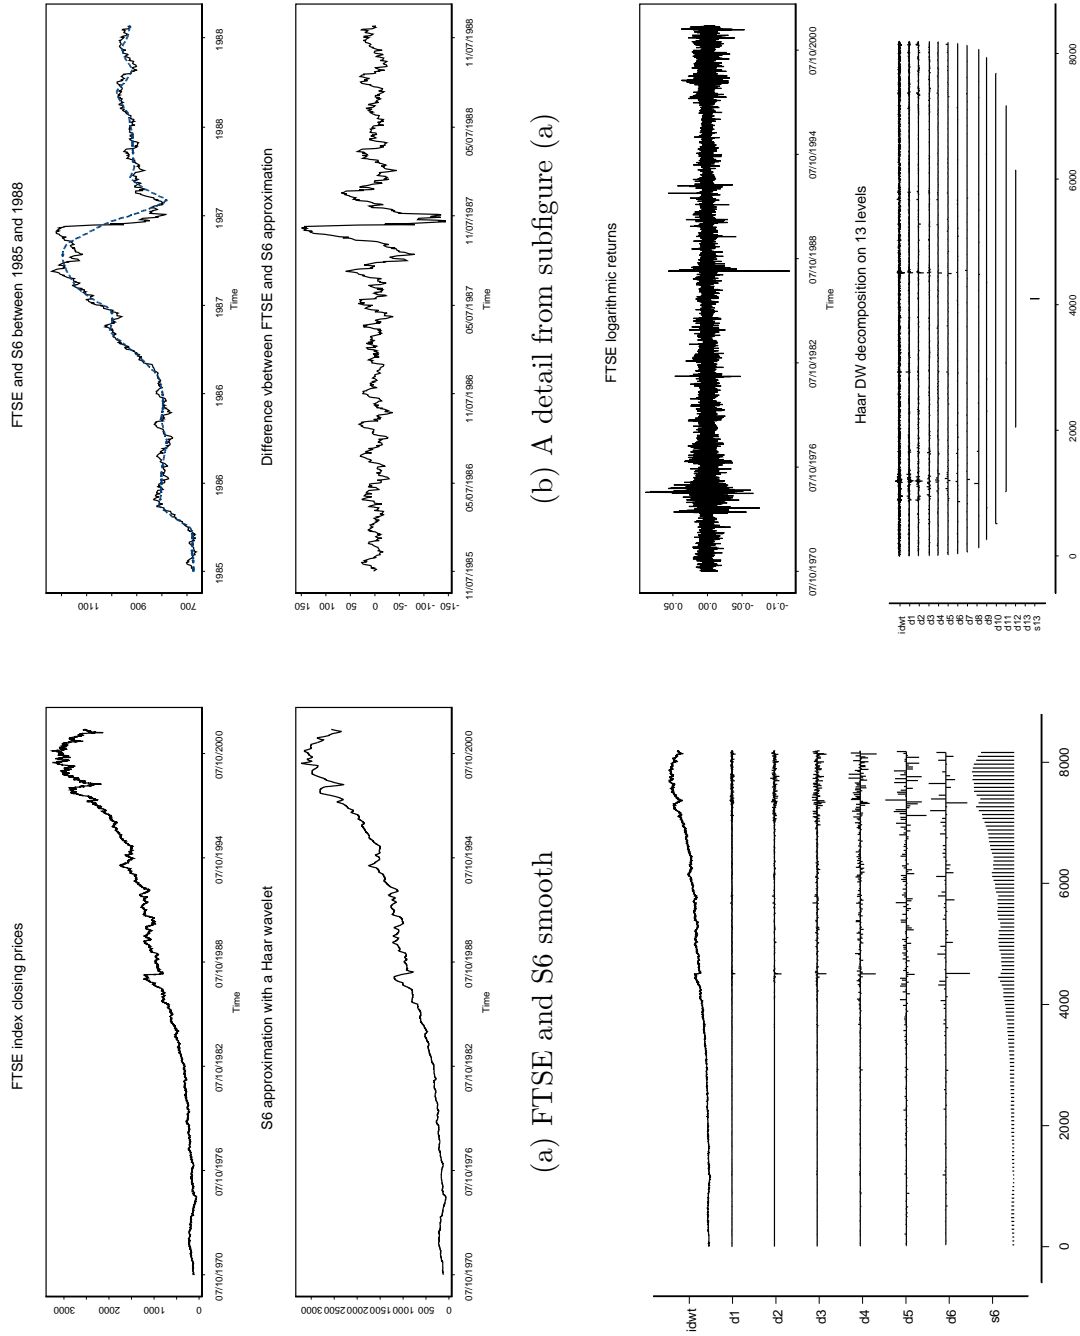 FTSE index closing prices
3000
2000
1000
0
07/10/1970
07/10/1976
07/10/1982
07/10/1988
07/10/1994
07/10/2000
Time
S6 approximation with a Haar wavelet
3000
2500
2000
1500
1000
500
0
07/10/1970
07/10/1976
07/10/1982
07/10/1988
07/10/1994
07/10/2000
Time
(a) FTSE and S6 smooth
FTSE and S6 between 1985 and 1988
1100
900
700
1985
1986
1986
1987
1987
1988
1988
Time
Difference vbetween FTSE and S6 approximation
150
100
50
0
-50
-100
-150
11/07/1985
05/07/1986
11/07/1986
05/07/1987
11/07/1987
05/07/1988
11/07/1988
Time
(b) A detail from subfigure (a)
idwt
d1
d2
d3
d4
d5
d6
s6
0
2000
4000
6000
8000
FTSE logarithmic returns
0.05
0.00
-0.05
-0.10
07/10/1970
07/10/1976
07/10/1982
07/10/1988
07/10/1994
07/10/2000
Time
Haar DW decomposition on 13 levels
idwt
d1
d2
d3
d4
d5
d6
d7
d8
d9
d10
d11
d12
d13
s13
0
2000
4000
6000
8000